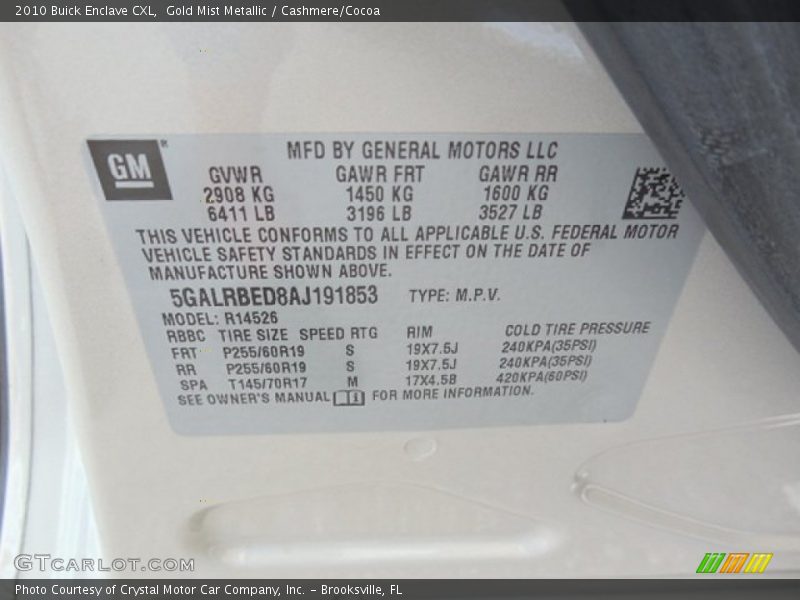 2010 Buick Enclave CXL,  Gold Mist Metallic / Cashmere/Cocoa
GM
MFD BY GENERAL MOTORS LLC
GVWR GAWR FRT GAWR RR
2908 KG 1450 KG 1600 KG
6411 LB 3196 LB 3527 LB
THIS VEHICLE CONFORMS TO ALL APPLICABLE U.S. FEDERAL MOTOR
VEHICLE SAFETY STANDARDS IN EFFECT ON THE DATE OF
MANUFACTURE SHOWN ABOVE.
5GALRBED8AJ191853 TYPE: M.P.V.
MODEL: R14526
RBBC TIRE SIZE SPEED RTG RIM COLD TIRE PRESSURE
FRT P255/60R19 S 19X7.5J 240KPA(35PSI)
RR P255/60R19 S 19X7.5J 240KPA(35PSI)
SPA T145/70R17 M 17X4.5B 420KPA(60PSI)
SEE OWNER'S MANUAL FOR MORE INFORMATION.
GTCARLOT.COM
Photo Courtesy of Crystal Motor Car Company, Inc. – Brooksville, FL